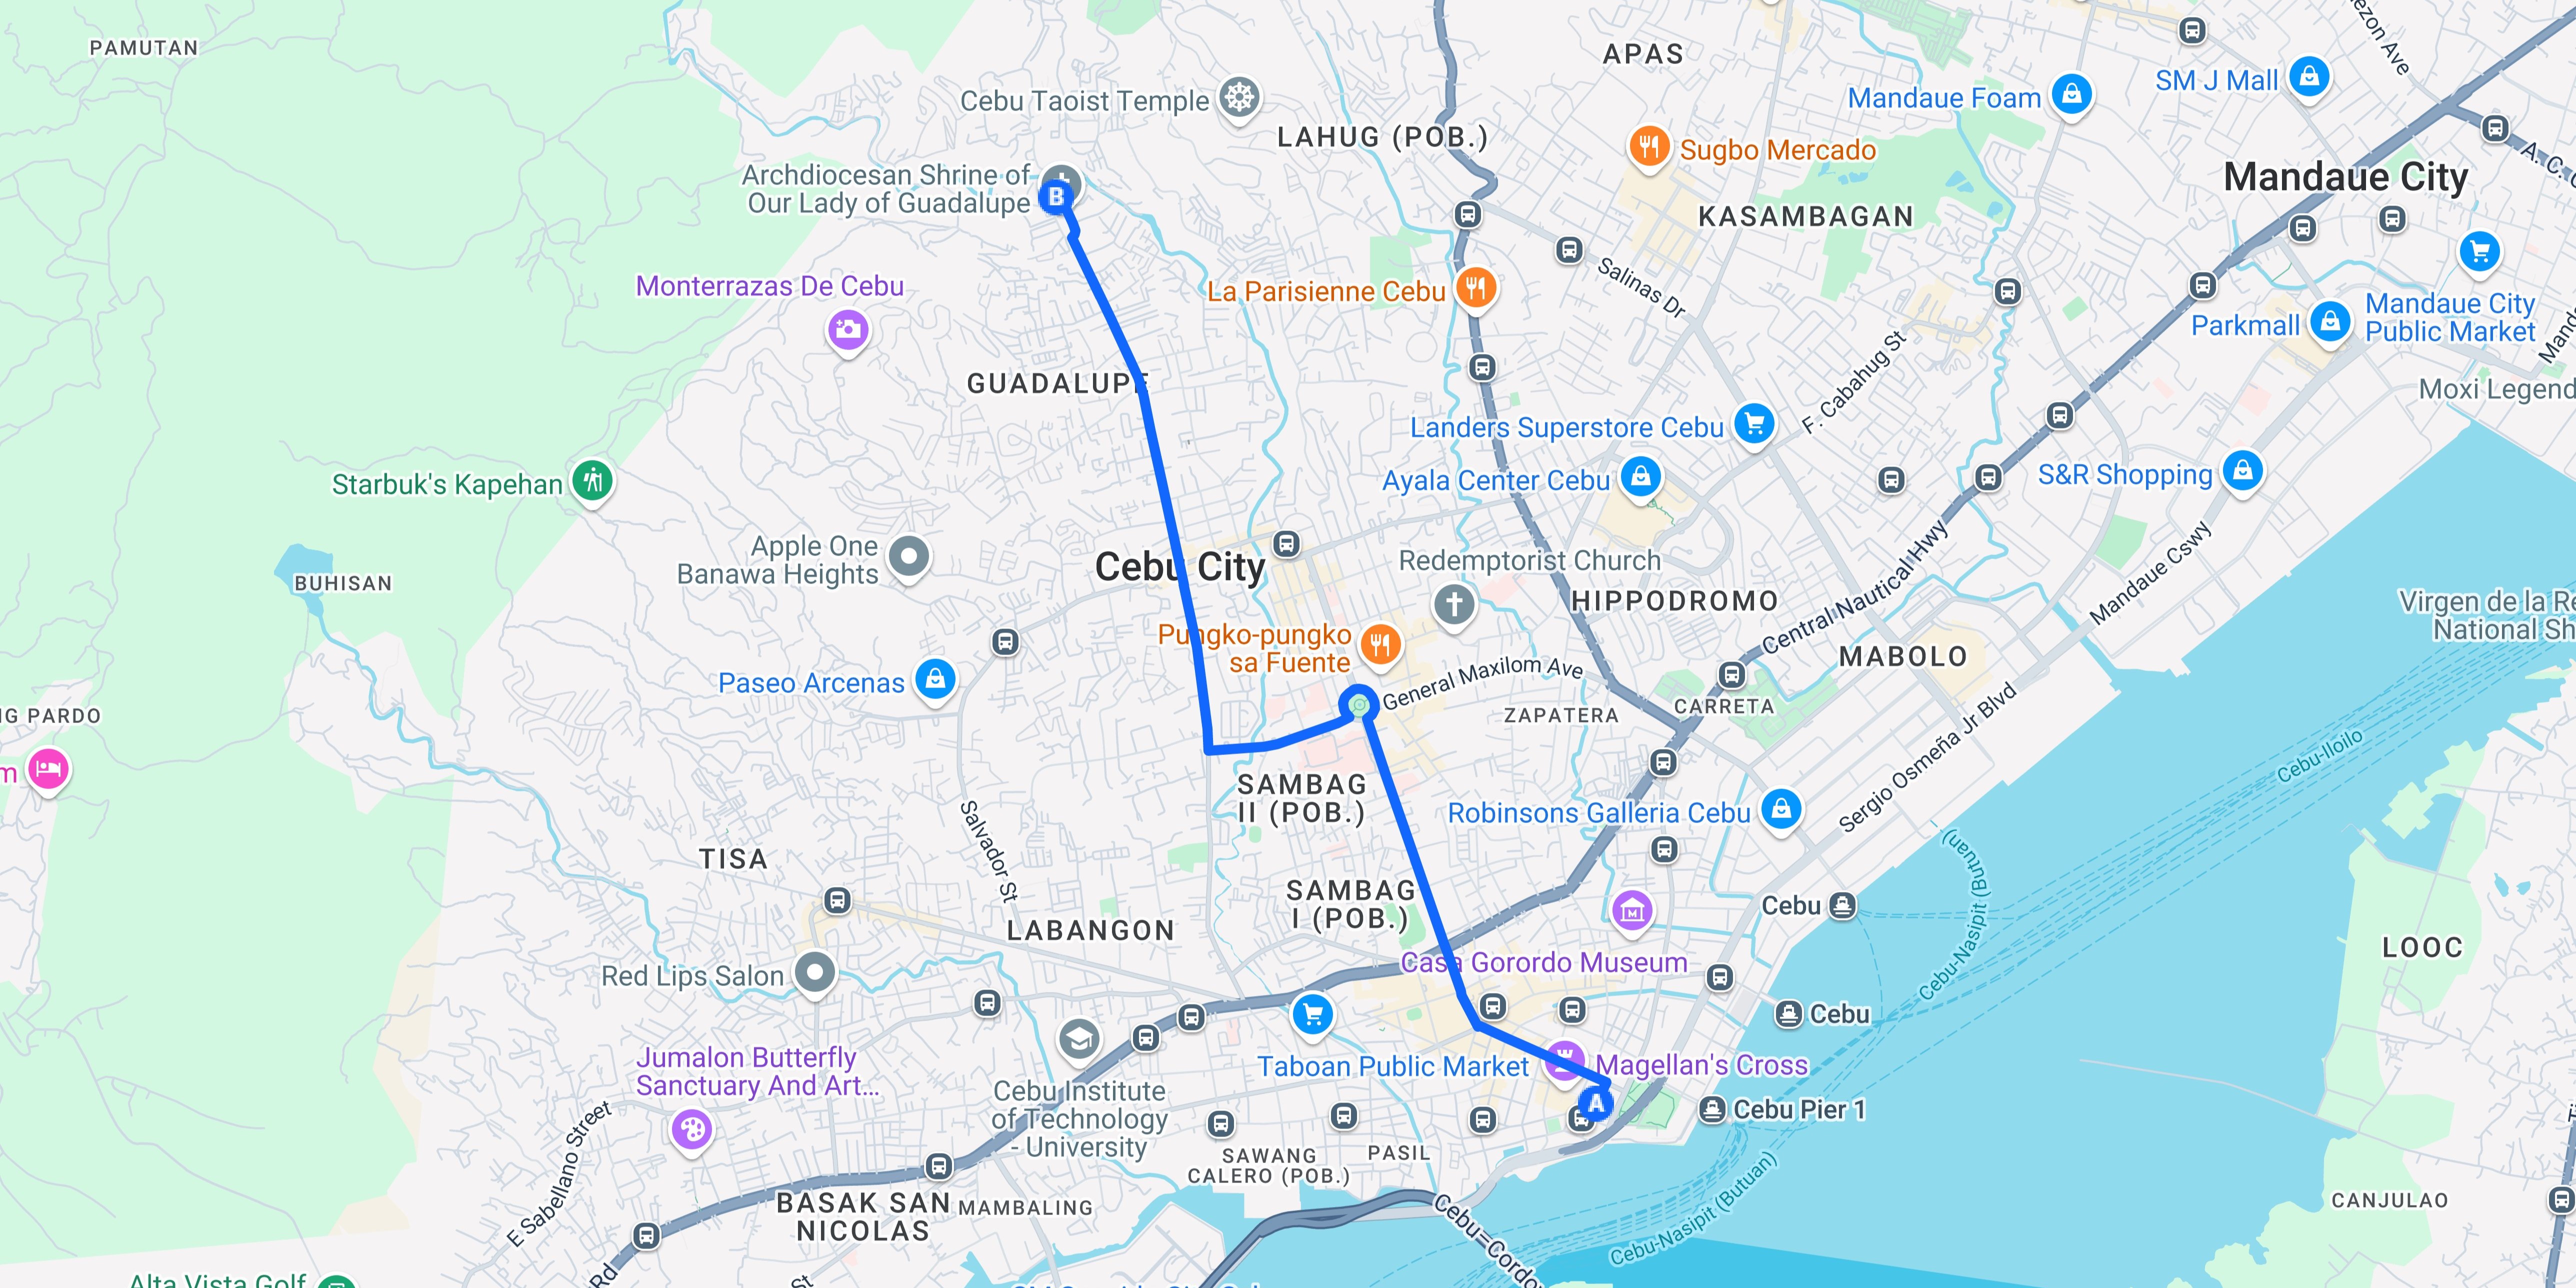 PAMUTAN
APAS
ezon Ave
SM J Mall
Mandaue Foam
Cebu Taoist Temple
LAHUG (POB.)
Sugbo Mercado
A. C.
Archdiocesan Shrine of
Our Lady of Guadalupe
B
Mandaue City
KASAMBAGAN
Salinas Dr
Monterrazas De Cebu
La Parisienne Cebu
Mandaue City
Public Market
Parkmall
Mand
F. Cabahug St
GUADALUPE
Moxi Legend
Landers Superstore Cebu
Ayala Center Cebu
S&R Shopping
Starbuk's Kapehan
Apple One
Banawa Heights
Cebu City
Redemptorist Church
Central Nautical Hwy
Mandaue Cswy
BUHISAN
HIPPODROMO
Virgen de la Re
National Sh
Pungko-pungko
sa Fuente
MABOLO
General Maxilom Ave
Paseo Arcenas
CARRETA
ZAPATERA
G PARDO
Sergio Osmeña Jr Blvd
Cebu-Iloilo
m
SAMBAG
II (POB.)
Robinsons Galleria Cebu
Salvador St
TISA
Cebu-Nasipit (Butuan)
SAMBAG
I (POB.)
Cebu
LABANGON
LOOC
Casa Gorordo Museum
Red Lips Salon
Cebu
Taboan Public Market
Magellan's Cross
Jumalon Butterfly
Sanctuary And Art...
Cebu Institute
of Technology
- University
A
Cebu Pier 1
E Sabellano Street
PASIL
SAWANG
CALERO (POB.)
Cebu-Nasipit (Butuan)
BASAK SAN
NICOLAS
MAMBALING
CANJULAO
Cebu=Cordo
Rd
St
Alta Vista Golf